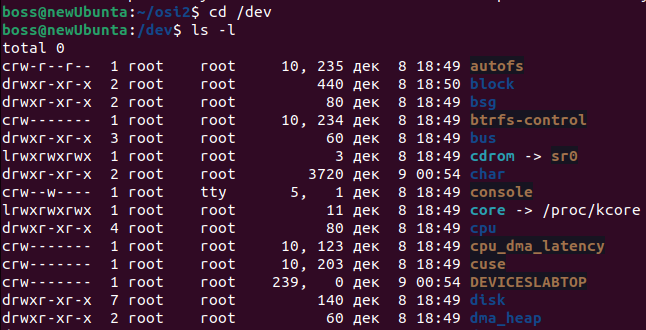 boss@newUbuntu:~/osi2$ cd /dev
boss@newUbuntu:/dev$ ls -l
total 0
crw-r--r--  1 root    root     10, 235 дек  8 18:49 autofs
drwxr-xr-x  2 root    root         440 дек  8 18:50 block
drwxr-xr-x  2 root    root          80 дек  8 18:49 bsg
crw-------  1 root    root     10, 234 дек  8 18:49 btrfs-control
drwxr-xr-x  3 root    root          60 дек  8 18:49 bus
lrwxrwxrwx  1 root    root           3 дек  8 18:49 cdrom -> sr0
drwxr-xr-x  2 root    root        3720 дек  9 00:54 char
crw--w----  1 root    tty       5,   1 дек  8 18:49 console
lrwxrwxrwx  1 root    root          11 дек  8 18:49 core -> /proc/kcore
drwxr-xr-x  4 root    root          80 дек  8 18:49 cpu
crw-------  1 root    root     10, 123 дек  8 18:49 cpu_dma_latency
crw-------  1 root    root     10, 203 дек  8 18:49 cuse
crw-------  1 root    root    239,   0 дек  9 00:54 DEVICESLABTOP
drwxr-xr-x  7 root    root         140 дек  8 18:49 disk
drwxr-xr-x  2 root    root          60 дек  8 18:49 dma_heap